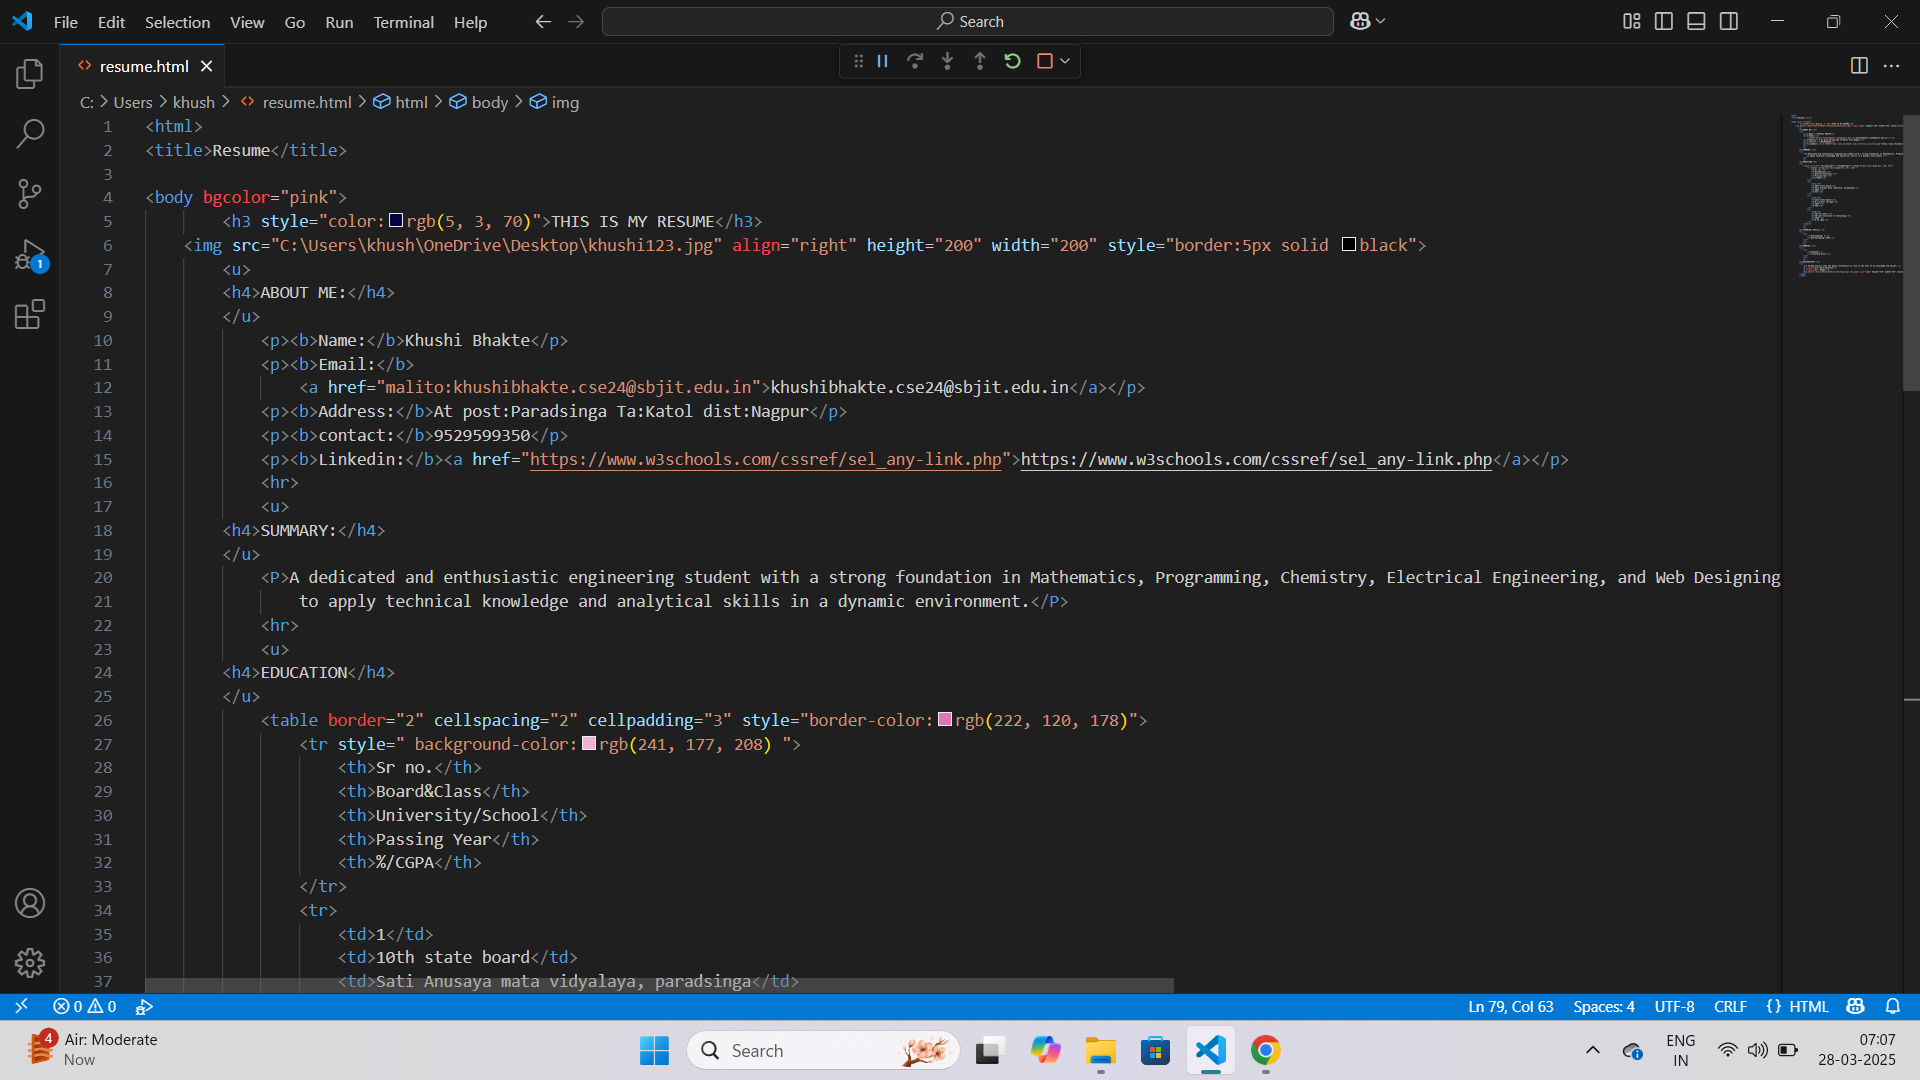 File Edit Selection View Go Run Terminal Help Search
resume.html
C: > Users > khush > resume.html > html > body > img
1 <html>
2 <title>Resume</title>
3
4 <body bgcolor="pink">
5 <h3 style="color:rgb(5, 3, 70)">THIS IS MY RESUME</h3>
6 <img src="C:\Users\khush\OneDrive\Desktop\khushi123.jpg" align="right" height="200" width="200" style="border:5px solid black">
7 <u>
8 <h4>ABOUT ME:</h4>
9 </u>
10 <p><b>Name:</b>Khushi Bhakte</p>
11 <p><b>Email:</b>
12 <a href="malito:khushibhakte.cse24@sbjit.edu.in">khushibhakte.cse24@sbjit.edu.in</a></p>
13 <p><b>Address:</b>At post:Paradsinga Ta:Katol dist:Nagpur</p>
14 <p><b>contact:</b>9529599350</p>
15 <p><b>Linkedin:</b><a href="https://www.w3schools.com/cssref/sel_any-link.php">https://www.w3schools.com/cssref/sel_any-link.php</a></p>
16 <hr>
17 <u>
18 <h4>SUMMARY:</h4>
19 </u>
20 <P>A dedicated and enthusiastic engineering student with a strong foundation in Mathematics, Programming, Chemistry, Electrical Engineering, and Web Designing
21 to apply technical knowledge and analytical skills in a dynamic environment.</P>
22 <hr>
23 <u>
24 <h4>EDUCATION</h4>
25 </u>
26 <table border="2" cellspacing="2" cellpadding="3" style="border-color:rgb(222, 120, 178)">
27 <tr style=" background-color:rgb(241, 177, 208) ">
28 <th>Sr no.</th>
29 <th>Board&Class</th>
30 <th>University/School</th>
31 <th>Passing Year</th>
32 <th>%/CGPA</th>
33 </tr>
34 <tr>
35 <td>1</td>
36 <td>10th state board</td>
37 <td>Sati Anusaya mata vidyalaya, paradsinga</td>
1
0 0 Ln 79, Col 63 Spaces: 4 UTF-8 CRLF {} HTML
4 Air: Moderate
Now
Search
ENG
IN
07:07
28-03-2025